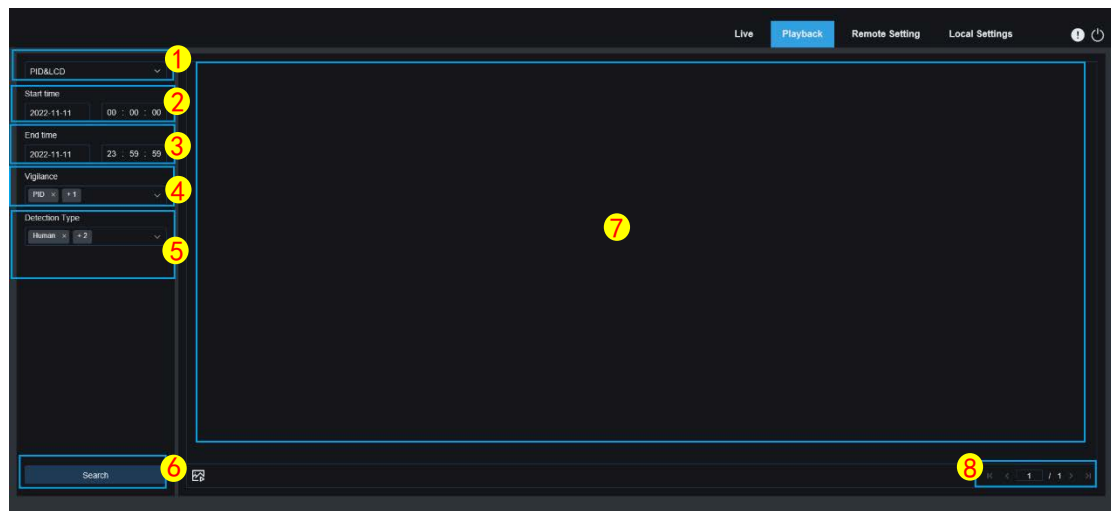 Live Playback Remote Setting Local Settings
1
PID&LCD
Start time
2
2022-11-11 00 : 00 : 00
End time
3
2022-11-11 23 : 59 : 59
Vigilance
4
PID × +1
Detection Type
Human × +2
5
7
6
Search
8
1 / 1